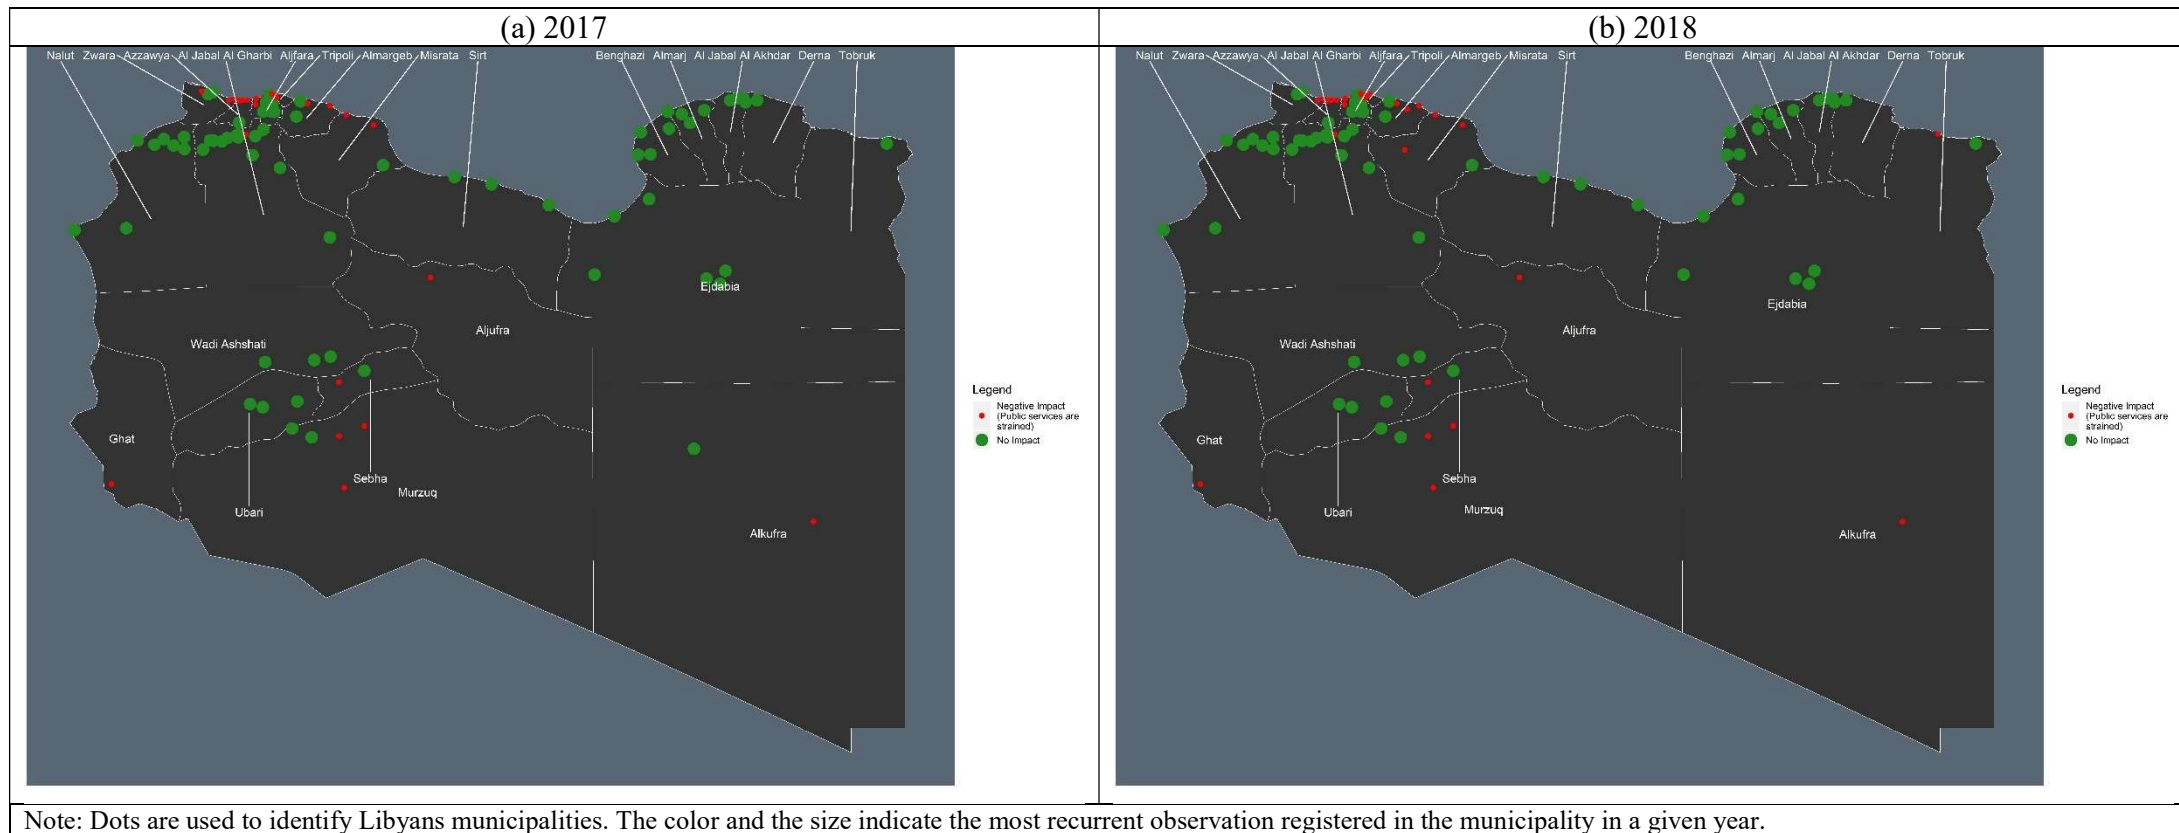 (a) 2017
(b) 2018
Nalut Zwara Azzawya Al Jabal Al Gharbi Aljfara Tripoli Almargeb Misrata Sirt Benghazi Almarj Al Jabal Al Akhdar Derna Tobruk
Ejdabia
Aljufra
Wadi Ashshati
Ghat
Sebha
Murzuq
Ubari
Alkufra
Legend
Negative Impact
(Public services are
strained)
No Impact
Nalut Zwara Azzawya Al Jabal Al Gharbi Aljfara Tripoli Almargeb Misrata Sirt Benghazi Almarj Al Jabal Al Akhdar Derna Tobruk
Ejdabia
Aljufra
Wadi Ashshati
Ghat
Sebha
Murzuq
Ubari
Alkufra
Legend
Negative Impact
(Public services are
strained)
No Impact
Note: Dots are used to identify Libyans municipalities. The color and the size indicate the most recurrent observation registered in the municipality in a given year.